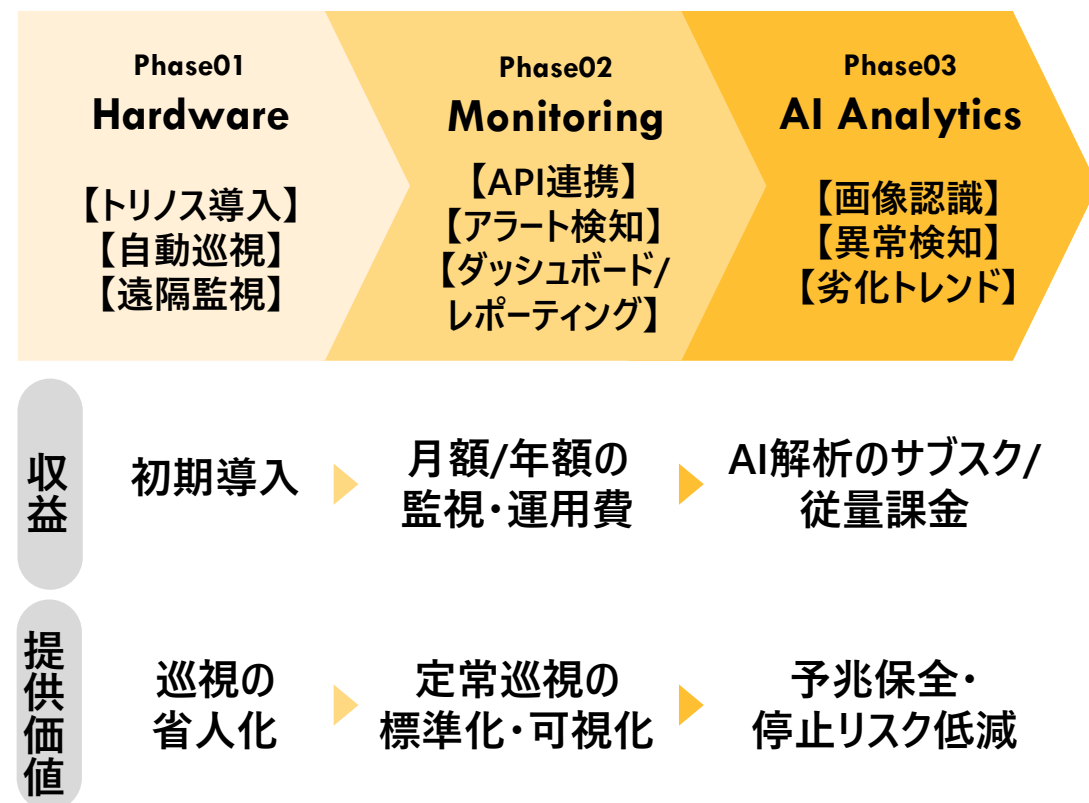 Phase01
Hardware
【トリノス導入】
【自動巡視】
【遠隔監視】
Phase02
Monitoring
【API連携】
【アラート検知】
【ダッシュボード/
レポーティング】
Phase03
AI Analytics
【画像認識】
【異常検知】
【劣化トレンド】
収益
初期導入
月額/年額の
監視・運用費
AI解析のサブスク/
従量課金
提供価値
巡視の
省人化
定常巡視の
標準化・可視化
予兆保全・
停止リスク低減